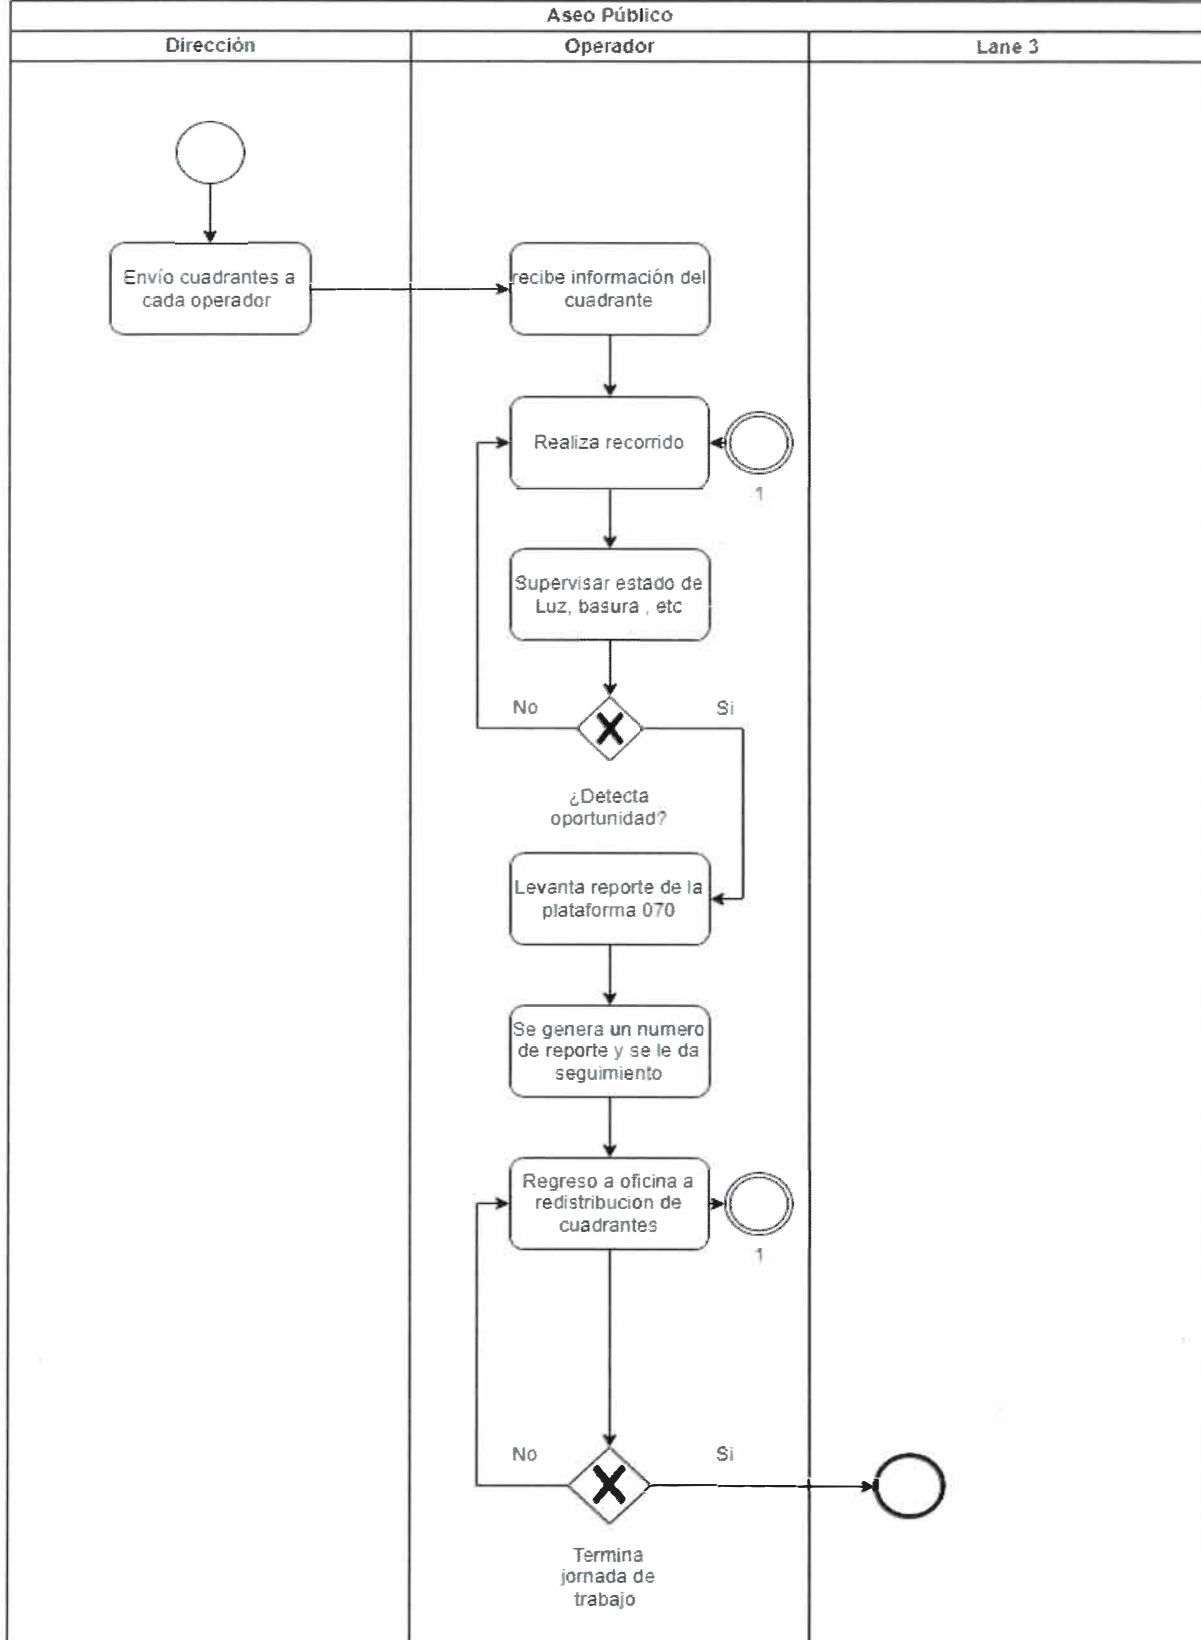 Aseo Público
Dirección
Operador
Lane 3
Envío cuadrantes a
cada operador
recibe información del
cuadrante
Realiza recorrido
1
Supervisar estado de
Luz, basura , etc
No
Si
¿Detecta
oportunidad?
Levanta reporte de la
plataforma 070
Se genera un numero
de reporte y se le da
seguimiento
Regreso a oficina a
redistribucion de
cuadrantes
1
No
Si
Termina
jornada de
trabajo